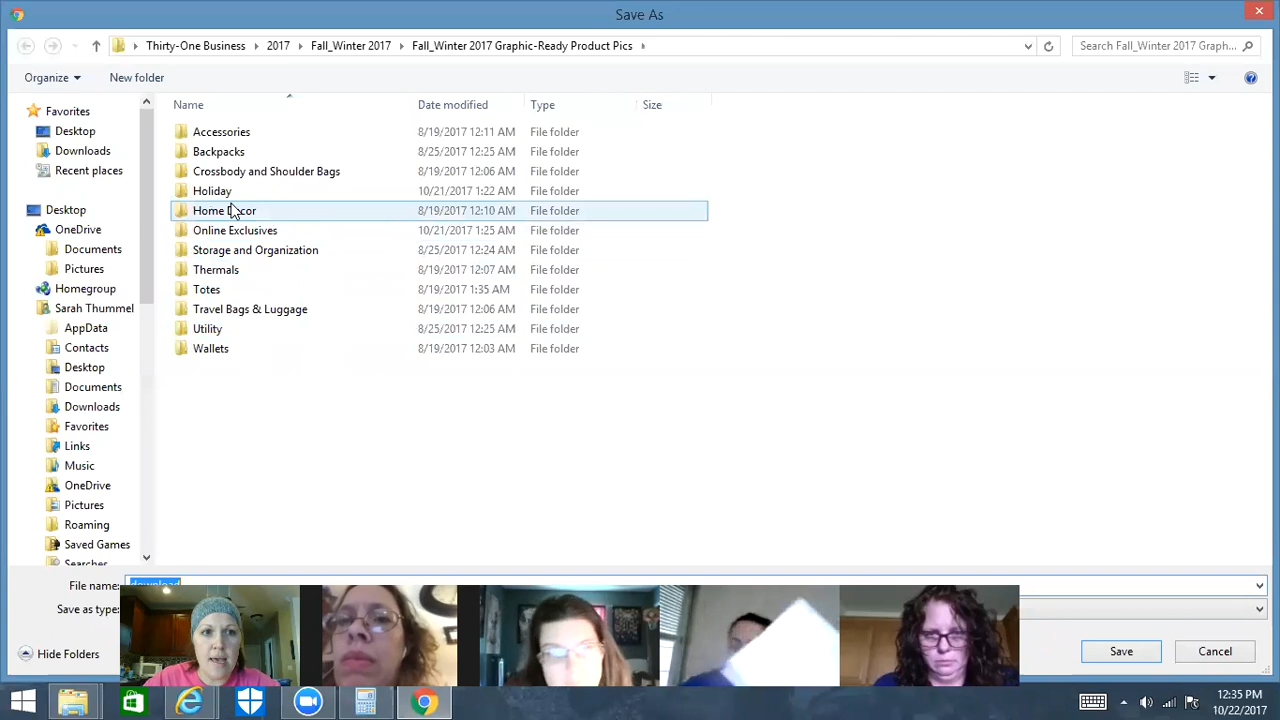 Save As
Thirty-One Business 2017 Fall_Winter 2017 Fall_Winter 2017 Graphic-Ready Product Pics
Search Fall_Winter 2017 Graph...
Organize New folder
Name Date modified Type Size
Accessories 8/19/2017 12:11 AM File folder
Backpacks 8/25/2017 12:25 AM File folder
Crossbody and Shoulder Bags 8/19/2017 12:06 AM File folder
Holiday 10/21/2017 1:22 AM File folder
Home Decor 8/19/2017 12:10 AM File folder
Online Exclusives 10/21/2017 1:25 AM File folder
Storage and Organization 8/25/2017 12:24 AM File folder
Thermals 8/19/2017 12:07 AM File folder
Totes 8/19/2017 1:35 AM File folder
Travel Bags & Luggage 8/19/2017 12:06 AM File folder
Utility 8/25/2017 12:25 AM File folder
Wallets 8/19/2017 12:03 AM File folder
Favorites
Desktop
Downloads
Recent places
Desktop
OneDrive
Documents
Pictures
Homegroup
Sarah Thummel
AppData
Contacts
Desktop
Documents
Downloads
Favorites
Links
Music
OneDrive
Pictures
Roaming
Saved Games
Searches
File name: download
Save as type:
Hide Folders
Save Cancel
12:35 PM
10/22/2017